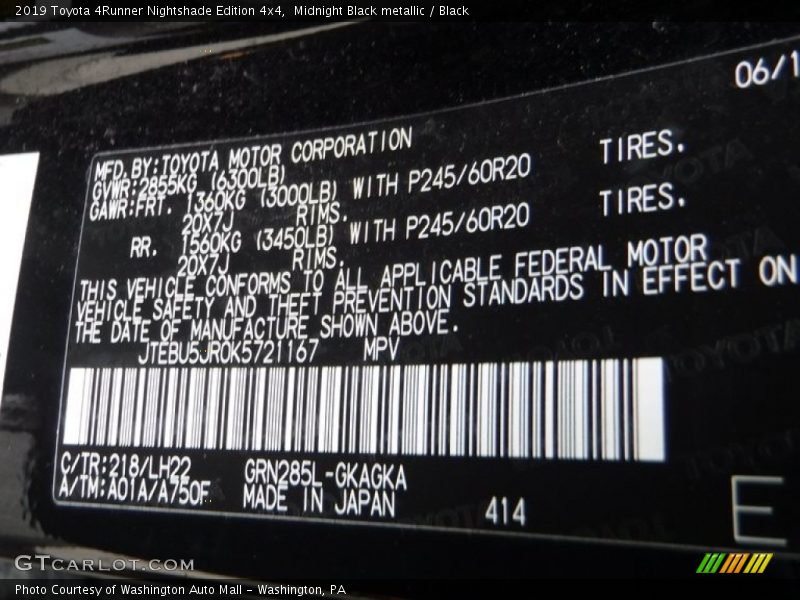 2019 Toyota 4Runner Nightshade Edition 4x4, Midnight Black metallic / Black
06/1
MFD.BY:TOYOTA MOTOR CORPORATION
GVWR:2855KG (6300LB)
GAWR:FRT. 1360KG (3000LB) WITH P245/60R20 TIRES.
20X7J RIMS.
RR. 1560KG (3450LB) WITH P245/60R20 TIRES.
20X7J RIMS.
THIS VEHICLE CONFORMS TO ALL APPLICABLE FEDERAL MOTOR
VEHICLE SAFETY AND THEFT PREVENTION STANDARDS IN EFFECT ON
THE DATE OF MANUFACTURE SHOWN ABOVE.
JTEBU5JR0K5721167 MPV
C/TR:218/LH22 GRN285L-GKAGKA
A/TM:A01A/A750F MADE IN JAPAN 414
E
GTCARLOT.COM
Photo Courtesy of Washington Auto Mall - Washington, PA